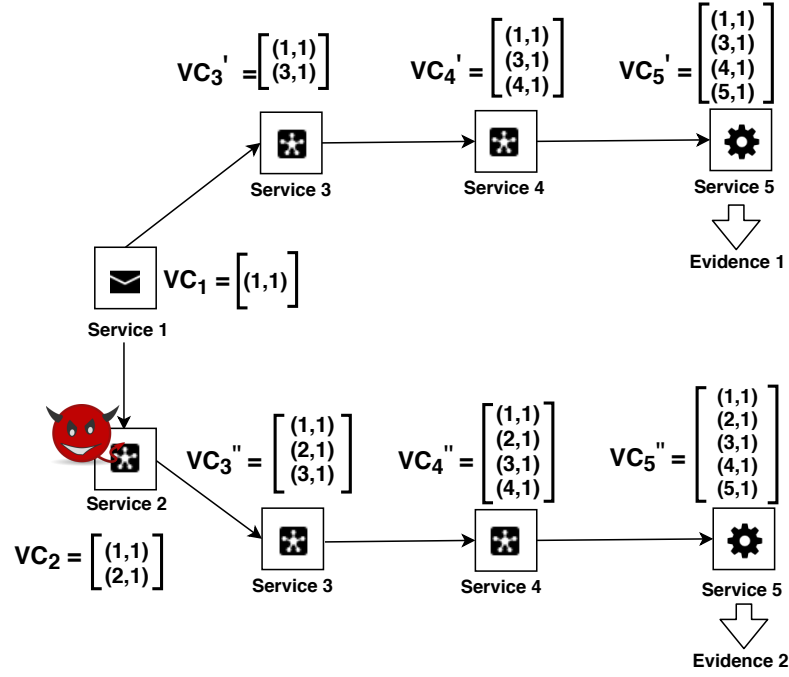 VC3' = [(1,1)
(3,1)]
VC4' = [(1,1)
(3,1)
(4,1)]
VC5' = [(1,1)
(3,1)
(4,1)
(5,1)]
Service 3
Service 4
Service 5
Evidence 1
VC1 = [(1,1)]
Service 1
VC3'' = [(1,1)
(2,1)
(3,1)]
VC4'' = [(1,1)
(2,1)
(3,1)
(4,1)]
VC5'' = [(1,1)
(2,1)
(3,1)
(4,1)
(5,1)]
Service 2
VC2 = [(1,1)
(2,1)]
Service 3
Service 4
Service 5
Evidence 2